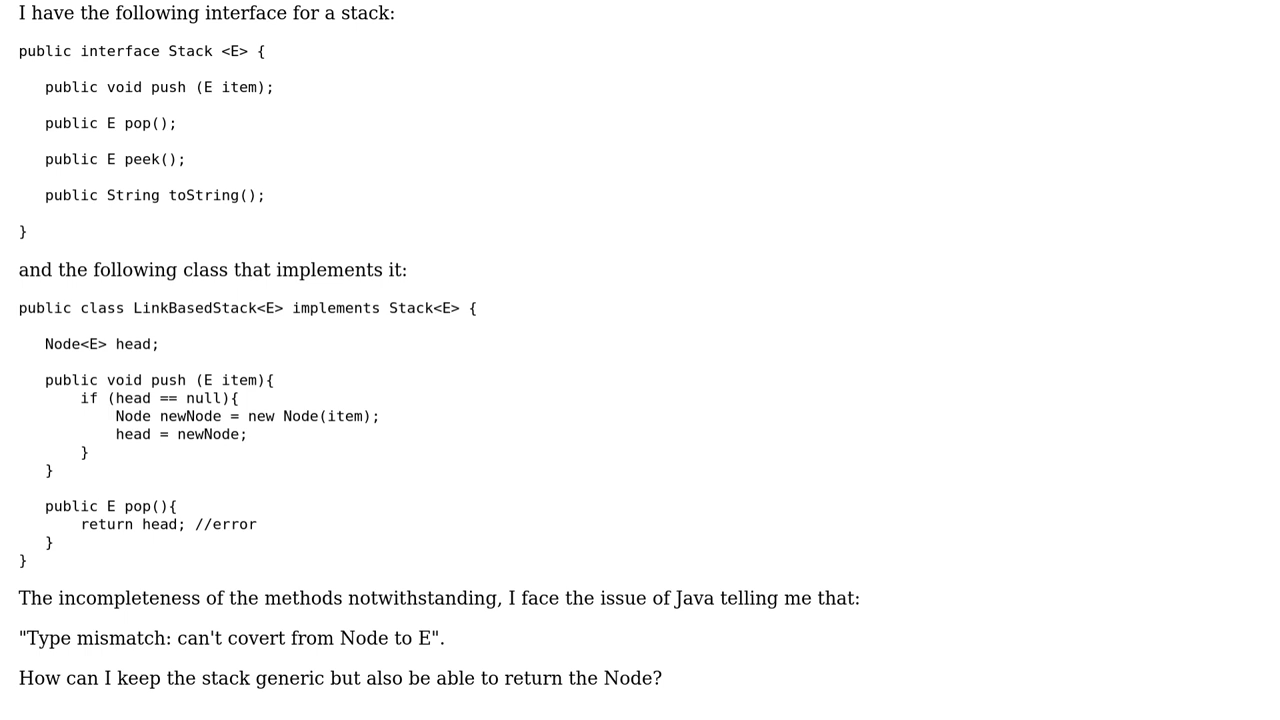 I have the following interface for a stack:
public interface Stack <E> {
public void push (E item);
public E pop();
public E peek();
public String toString();
}
and the following class that implements it:
public class LinkBasedStack<E> implements Stack<E> {
Node<E> head;
public void push (E item){
if (head == null){
Node newNode = new Node(item);
head = newNode;
}
}
public E pop(){
return head; //error
}
}
The incompleteness of the methods notwithstanding, I face the issue of Java telling me that:
"Type mismatch: can't covert from Node to E".
How can I keep the stack generic but also be able to return the Node?